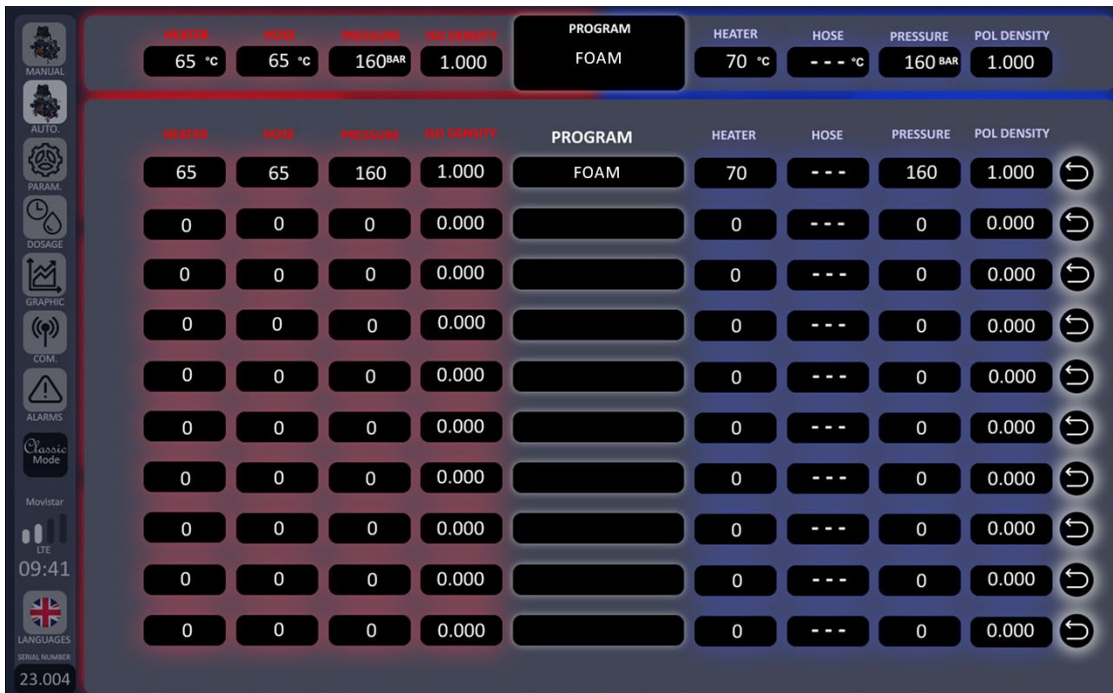 MANUAL
AUTO.
PARAM.
DOSAGE
GRAPHIC
COM.
ALARMS
Classic
Mode
Movistar
LTE
09:41
LANGUAGES
SERIAL NUMBER
23.004
HEATER HOSE PRESSURE ISO DENSITY PROGRAM HEATER HOSE PRESSURE POL DENSITY
65 °C 65 °C 160 BAR 1.000 FOAM 70 °C - - - °C 160 BAR 1.000
HEATER HOSE PRESSURE ISO DENSITY PROGRAM HEATER HOSE PRESSURE POL DENSITY
65 65 160 1.000 FOAM 70 - - - 160 1.000
0 0 0 0.000 0 - - - 0 0.000
0 0 0 0.000 0 - - - 0 0.000
0 0 0 0.000 0 - - - 0 0.000
0 0 0 0.000 0 - - - 0 0.000
0 0 0 0.000 0 - - - 0 0.000
0 0 0 0.000 0 - - - 0 0.000
0 0 0 0.000 0 - - - 0 0.000
0 0 0 0.000 0 - - - 0 0.000
0 0 0 0.000 0 - - - 0 0.000